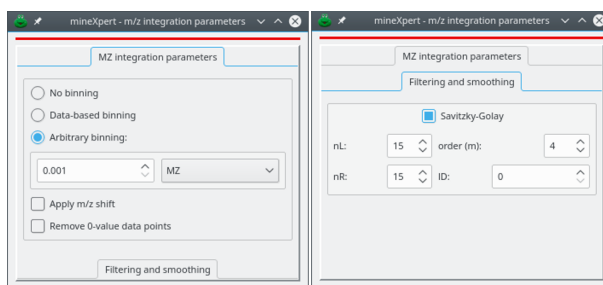 mineXpert - m/z integration parameters
MZ integration parameters
No binning
Data-based binning
Arbitrary binning:
0.001 MZ
Apply m/z shift
Remove 0-value data points
Filtering and smoothing
mineXpert - m/z integration parameters
MZ integration parameters
Filtering and smoothing
Savitzky-Golay
nL: 15 order (m): 4
nR: 15 ID: 0